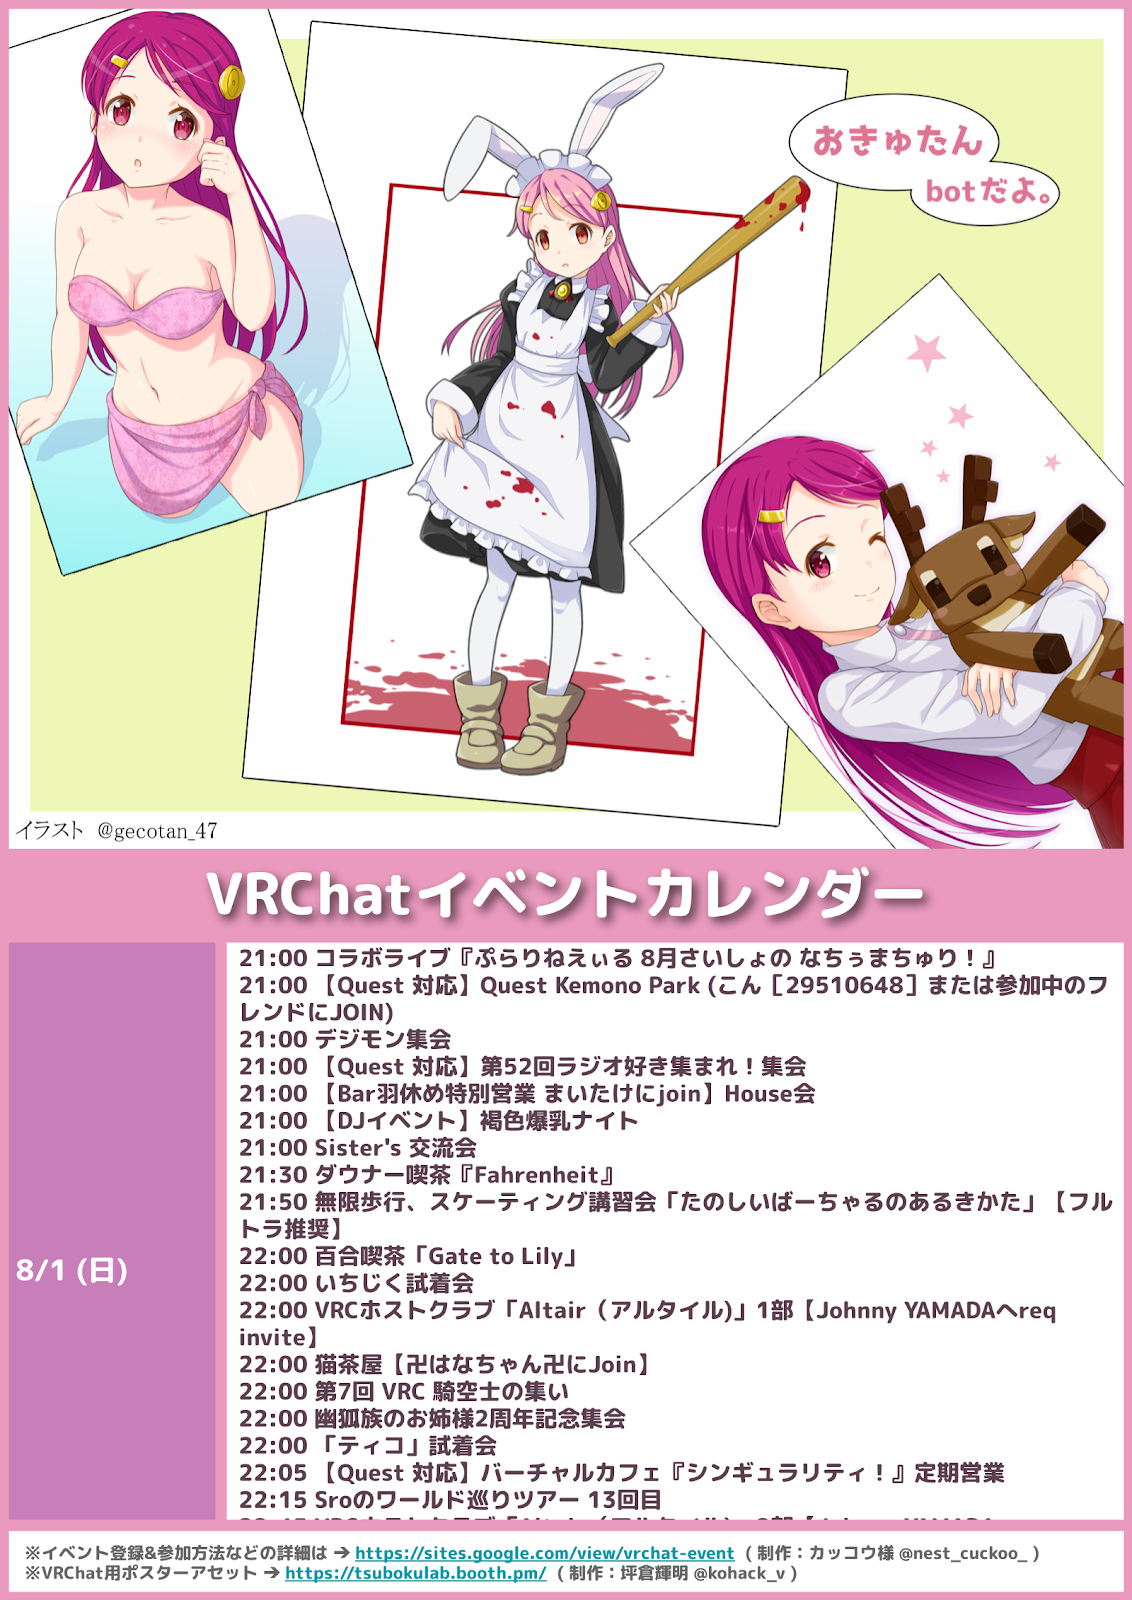 おきゅたん
botだよ。
イラスト @gecotan_47
VRChatイベントカレンダー
8/1 (日)
21:00 コラボライブ『ぷらりねえぃる 8月さいしょの なちぅまちゅり！』
21:00 【Quest 対応】Quest Kemono Park (こん［29510648］または参加中のフ
レンドにJOIN)
21:00 デジモン集会
21:00 【Quest 対応】第52回ラジオ好き集まれ！集会
21:00 【Bar羽休め特別営業 まいたけにjoin】House会
21:00 【DJイベント】褐色爆乳ナイト
21:00 Sister's 交流会
21:30 ダウナー喫茶『Fahrenheit』
21:50 無限歩行、スケーティング講習会「たのしいばーちゃるのあるきかた」【フル
トラ推奨】
22:00 百合喫茶「Gate to Lily」
22:00 いちじく試着会
22:00 VRCホストクラブ「Altair（アルタイル)」1部【Johnny YAMADAへreq
invite】
22:00 猫茶屋【卍はなちゃん卍にJoin】
22:00 第7回 VRC 騎空士の集い
22:00 幽狐族のお姉様2周年記念集会
22:00 「ティコ」試着会
22:05 【Quest 対応】バーチャルカフェ『シンギュラリティ！』定期営業
22:15 Sroのワールド巡りツアー 13回目
※イベント登録&参加方法などの詳細は ➔ https://sites.google.com/view/vrchat-event ( 制作：カッコウ様 @nest_cuckoo_ )
※VRChat用ポスターアセット ➔ https://tsubokulab.booth.pm/ ( 制作：坪倉輝明 @kohack_v )